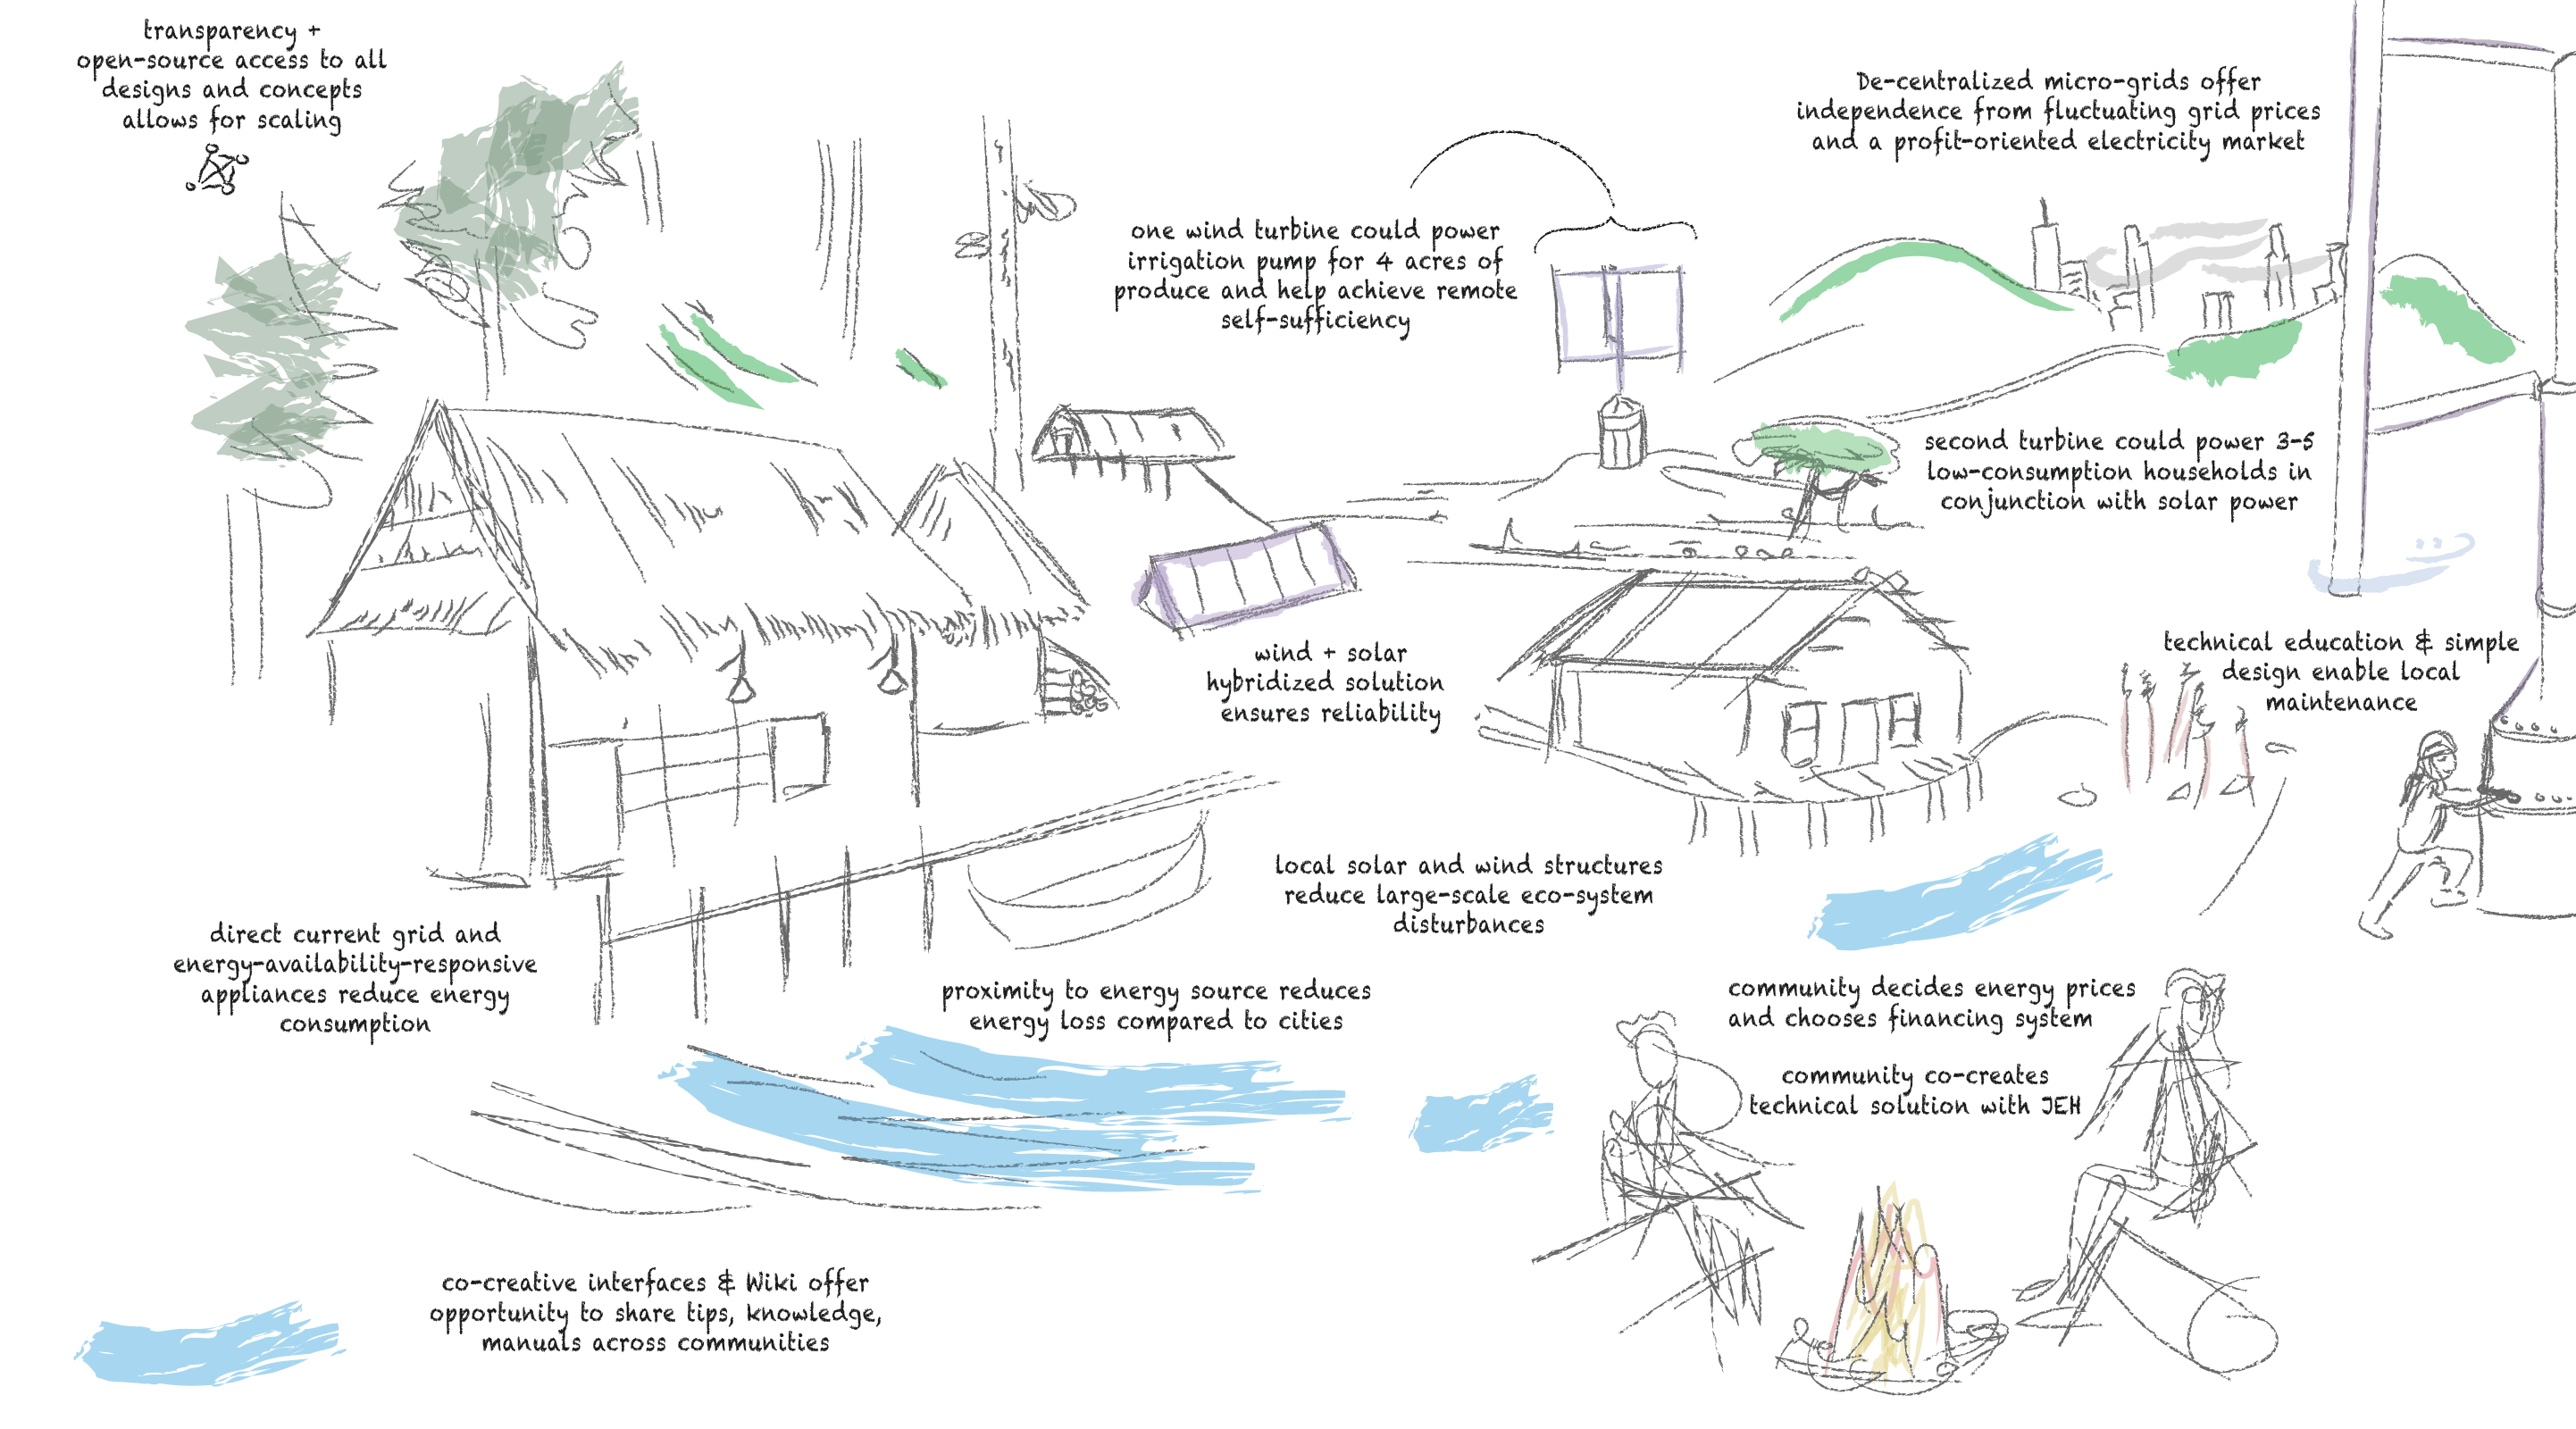 transparency +
open-source access to all
designs and concepts
allows for scaling
De-centralized micro-grids offer
independence from fluctuating grid prices
and a profit-oriented electricity market
one wind turbine could power
irrigation pump for 4 acres of
produce and help achieve remote
self-sufficiency
second turbine could power 3-5
low-consumption households in
conjunction with solar power
wind + solar
hybridized solution
ensures reliability
technical education & simple
design enable local
maintenance
local solar and wind structures
reduce large-scale eco-system
disturbances
direct current grid and
energy-availability-responsive
appliances reduce energy
consumption
proximity to energy source reduces
energy loss compared to cities
community decides energy prices
and chooses financing system
community co-creates
technical solution with JEH
co-creative interfaces & Wiki offer
opportunity to share tips, knowledge,
manuals across communities